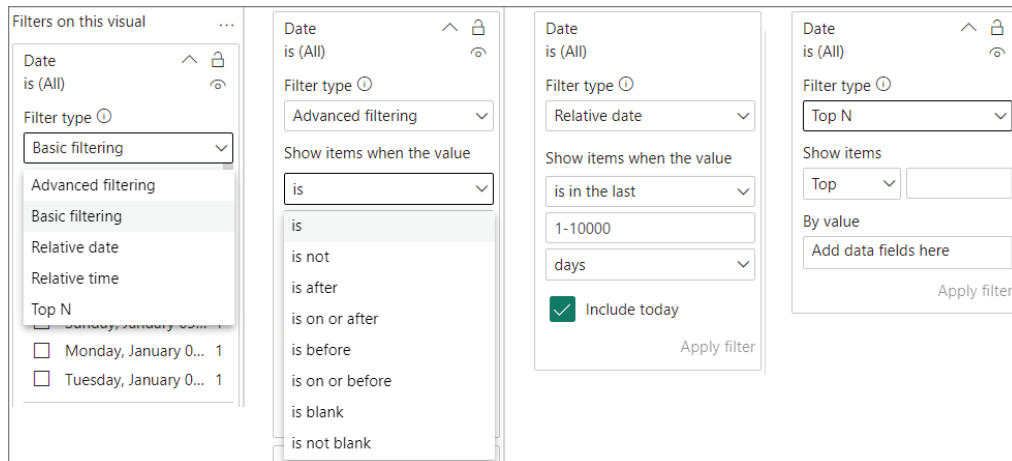 Filters on this visual ...
Date
is (All)
Filter type
Basic filtering
Advanced filtering
Basic filtering
Relative date
Relative time
Top N
Sunday, January 1
Monday, January 0... 1
Tuesday, January 0... 1
Date
is (All)
Filter type
Advanced filtering
Show items when the value
is
is
is not
is after
is on or after
is before
is on or before
is blank
is not blank
Date
is (All)
Filter type
Relative date
Show items when the value
is in the last
1-10000
days
Include today
Apply filter
Date
is (All)
Filter type
Top N
Show items
Top
By value
Add data fields here
Apply filter